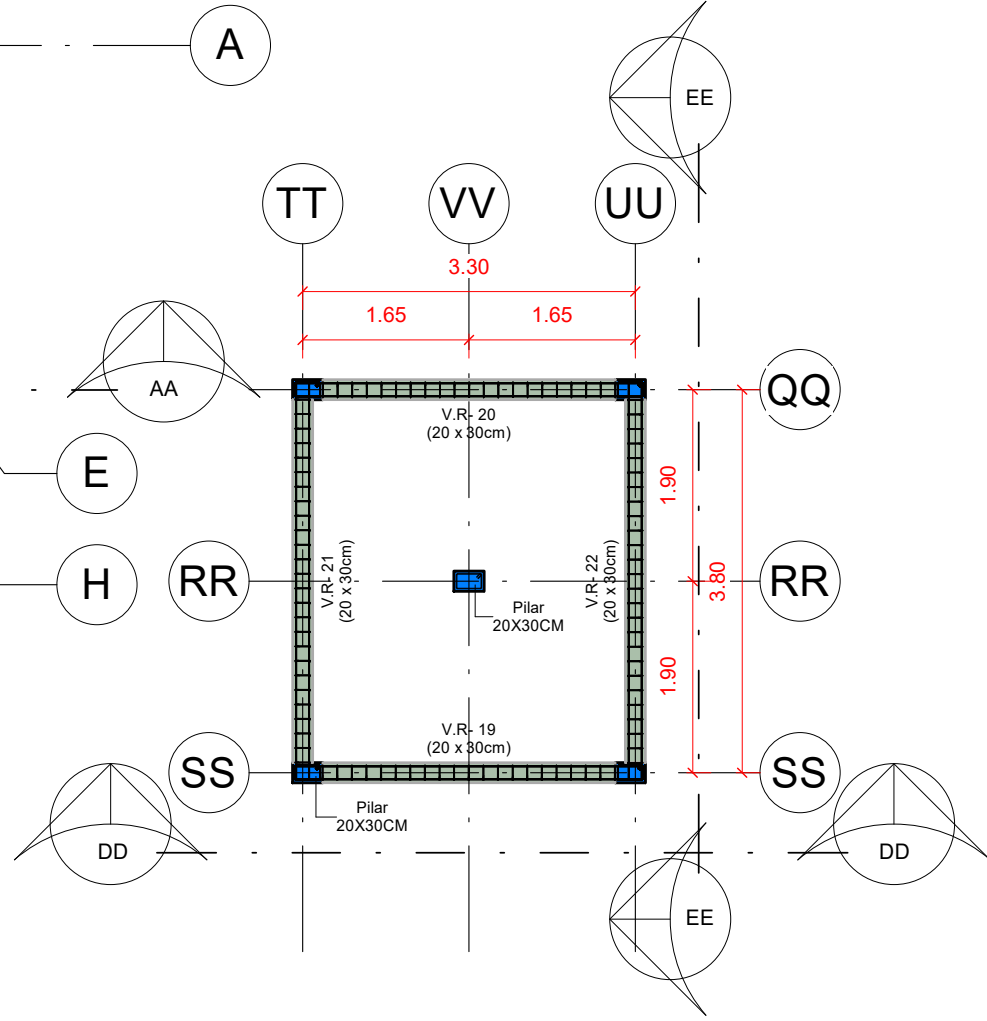 A
EE
TT
VV
UU
3.30
1.65
1.65
AA
QQ
V.R- 20
(20 x 30cm)
E
1.90
H
RR
V.R- 21
(20 x 30cm)
V.R- 22
(20 x 30cm)
3.80
RR
Pilar
20X30CM
1.90
V.R- 19
(20 x 30cm)
SS
SS
Pilar
20X30CM
DD
DD
EE